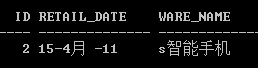 ID RETAIL_DATE WARE_NAME
---- -------------- ----------
2 15-4月 -11 s智能手机